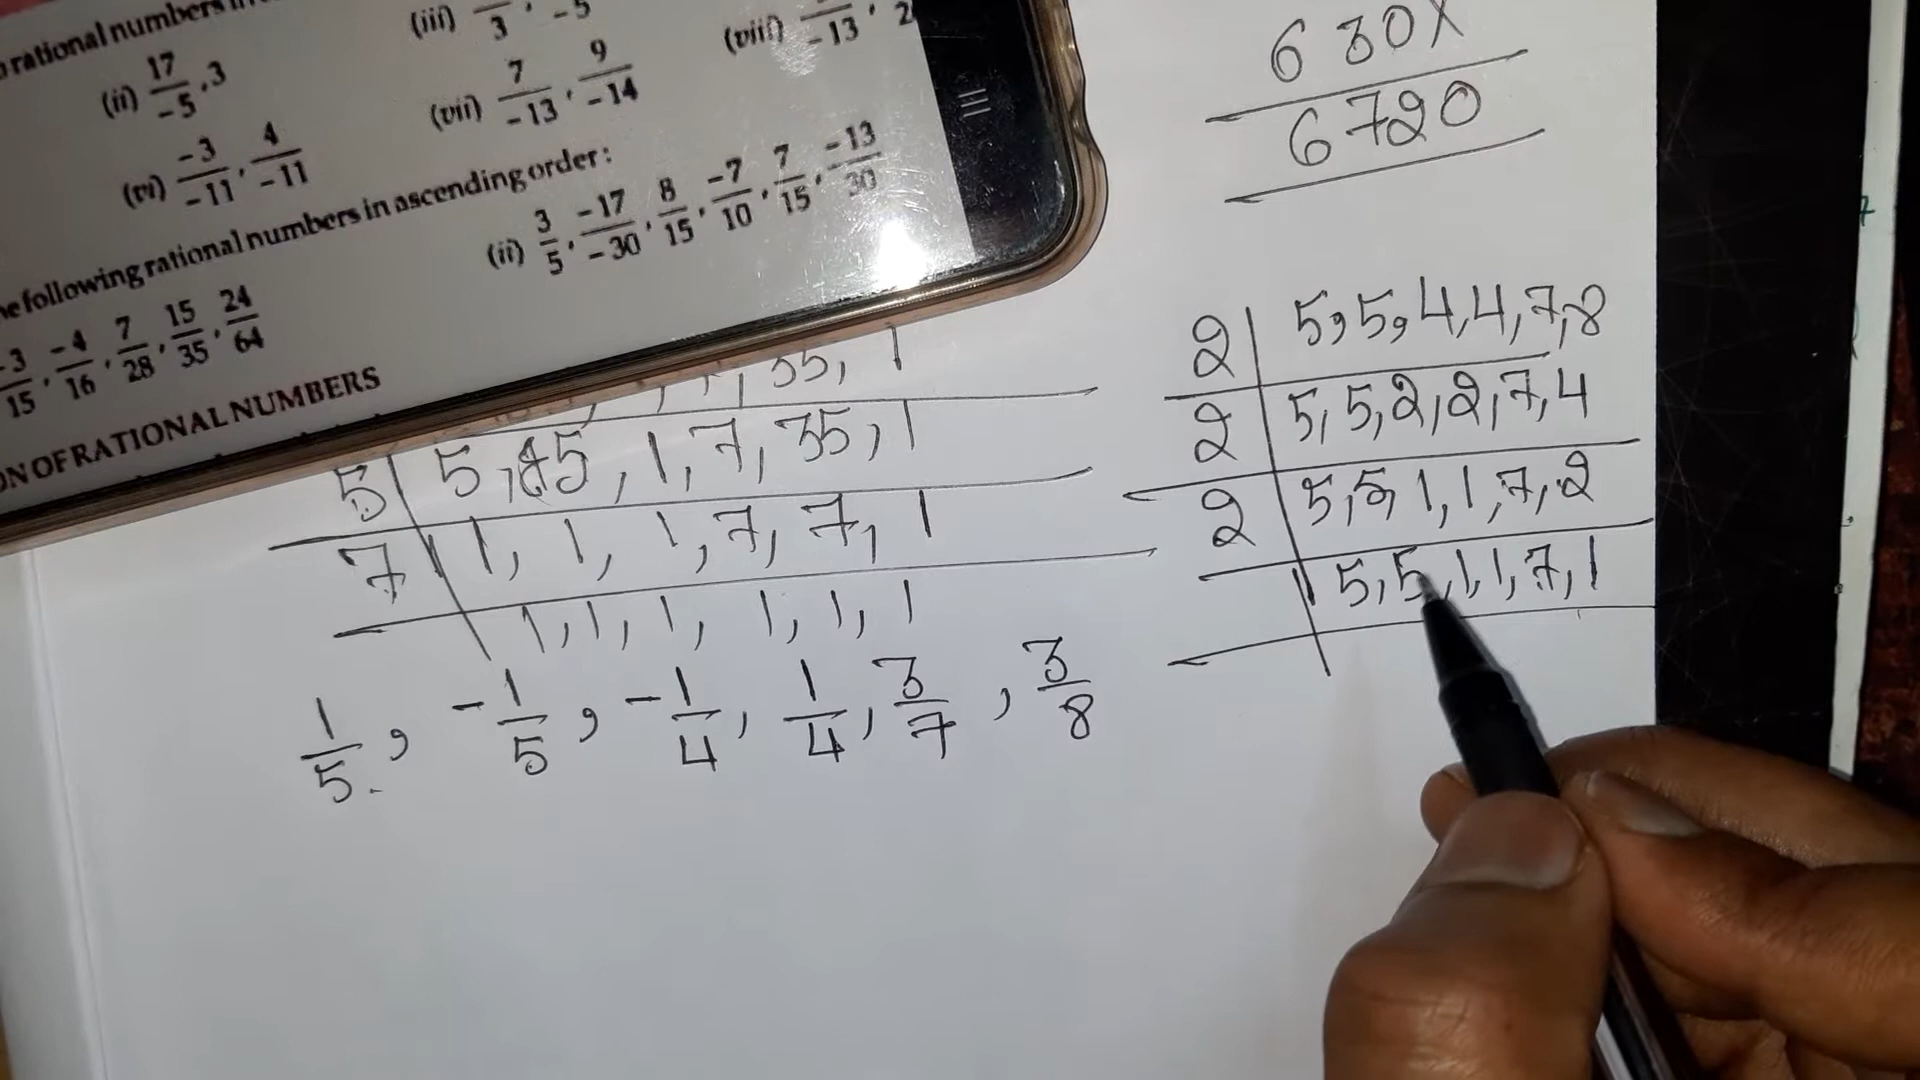 rational numbers
(ii) 17/-5, 3
(iii) /3, -5
(vi) -3/-11, 4/-11
(vii) 7/-13, 9/-14
(viii) /-13, 2
he following rational numbers in ascending order:
-3/15, -4/16, 7/28, 15/35, 24/64
(ii) 3/5, -17/-30, 8/15, -7/10, 7/15, -13/30
ON OF RATIONAL NUMBERS
35, 1
5 | 5, 5, 1, 7, 35, 1
7 | 1, 1, 1, 7, 7, 1
1, 1, 1, 1, 1, 1
1/5, -1/5, -1/4, 1/4, 3/7, 3/8
630X
6720
2 | 5, 5, 4, 4, 7, 8
2 | 5, 5, 2, 2, 7, 4
2 | 5, 5, 1, 1, 7, 2
5, 5, 1, 1, 7, 1